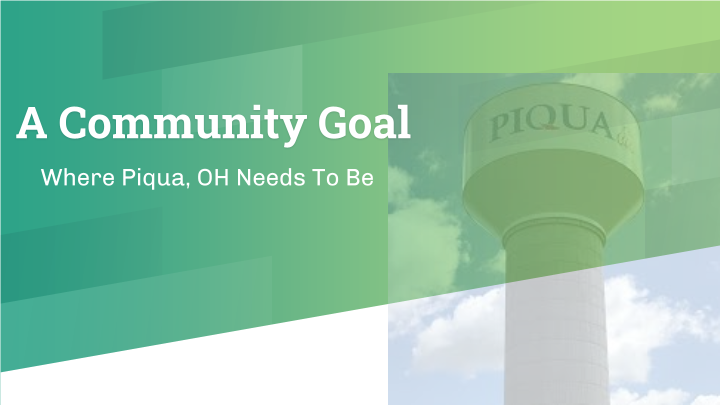 A Community Goal
Where Piqua, OH Needs To Be
PIQUA